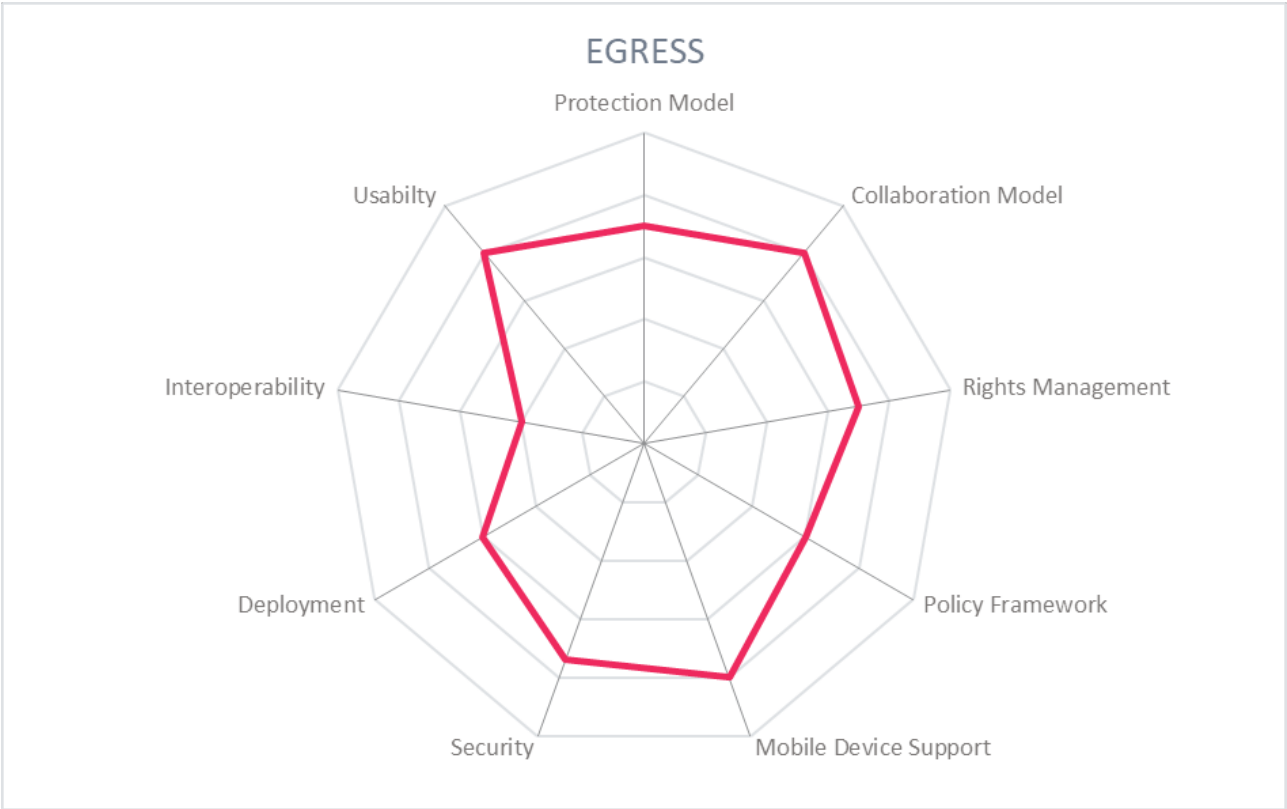 EGRESS
Protection Model
Usabilty
Collaboration Model
Interoperability
Rights Management
Deployment
Policy Framework
Security
Mobile Device Support